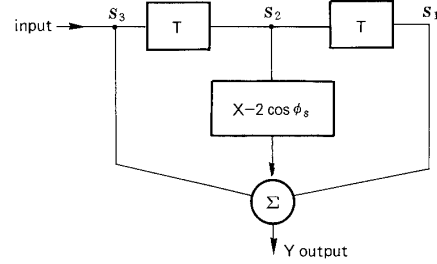 input
S3
T
S2
T
S1
X−2 cos ϕs
Σ
Y output